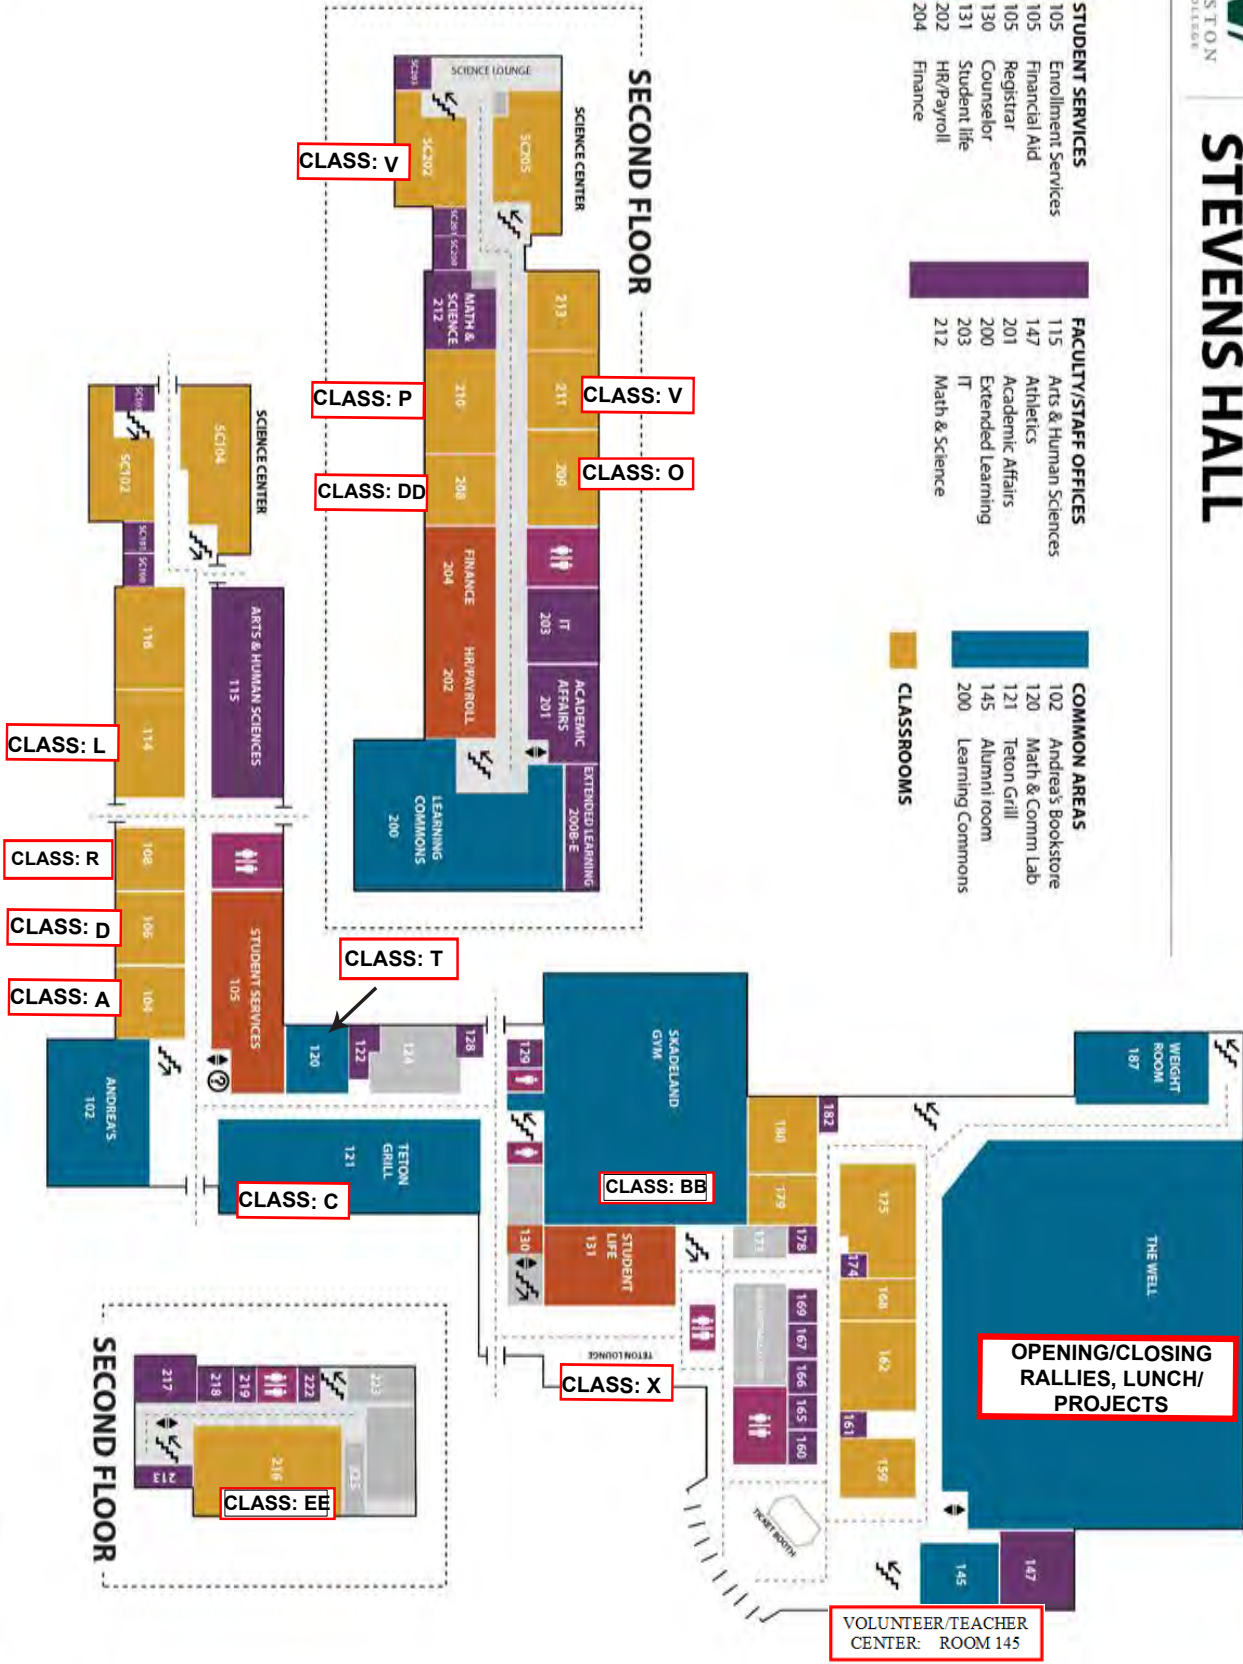 STON
COLLEGE
STEVENS HALL
STUDENT SERVICES
105 Enrollment Services
105 Financial Aid
105 Registrar
130 Counselor
131 Student life
202 HR/Payroll
204 Finance
FACULTY/STAFF OFFICES
115 Arts & Human Sciences
147 Athletics
201 Academic Affairs
200 Extended Learning
203 IT
212 Math & Science
COMMON AREAS
102 Andrea's Bookstore
120 Math & Comm Lab
121 Teton Grill
145 Alumni room
200 Learning Commons
CLASSROOMS
SECOND FLOOR
SCIENCE CENTER
SCIENCE LOUNGE
SC203
SC205
SC202
CLASS: V
SC201
SC200
MATH &
SCIENCE
212
213
211
CLASS: V
210
CLASS: P
209
CLASS: O
208
CLASS: DD
FINANCE
204
HR/PAYROLL
202
IT
203
ACADEMIC
AFFAIRS
201
EXTENDED LEARNING
200B-E
LEARNING
COMMONS
200
SCIENCE CENTER
SC104
SC102
SC101
SC100
116
114
CLASS: L
ARTS & HUMAN SCIENCES
115
108
CLASS: R
106
CLASS: D
104
CLASS: A
STUDENT SERVICES
105
?
ANDREA'S
102
CLASS: T
120
122
124
128
TETON
GRILL
121
CLASS: C
129
130
SKADELAND
GYM
CLASS: BB
STUDENT
LIFE
131
TETON LOUNGE
CLASS: X
180
179
182
178
173
169
167
166
165
160
175
174
168
162
161
159
WEIGHT
ROOM
187
THE WELL
OPENING/CLOSING
RALLIES, LUNCH/
PROJECTS
TICKET BOOTH
145
147
VOLUNTEER/TEACHER
CENTER: ROOM 145
SECOND FLOOR
217
218
219
222
223
225
216
213
CLASS: EE